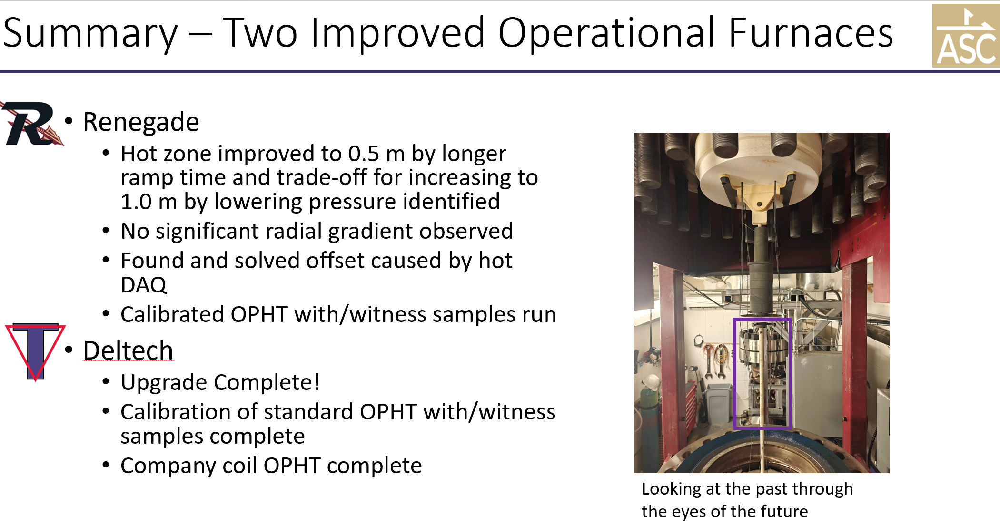 Summary – Two Improved Operational Furnaces
ASC
R
• Renegade
• Hot zone improved to 0.5 m by longer
ramp time and trade-off for increasing to
1.0 m by lowering pressure identified
• No significant radial gradient observed
• Found and solved offset caused by hot
DAQ
• Calibrated OPHT with/witness samples run
T
• Deltech
• Upgrade Complete!
• Calibration of standard OPHT with/witness
samples complete
• Company coil OPHT complete
Looking at the past through
the eyes of the future